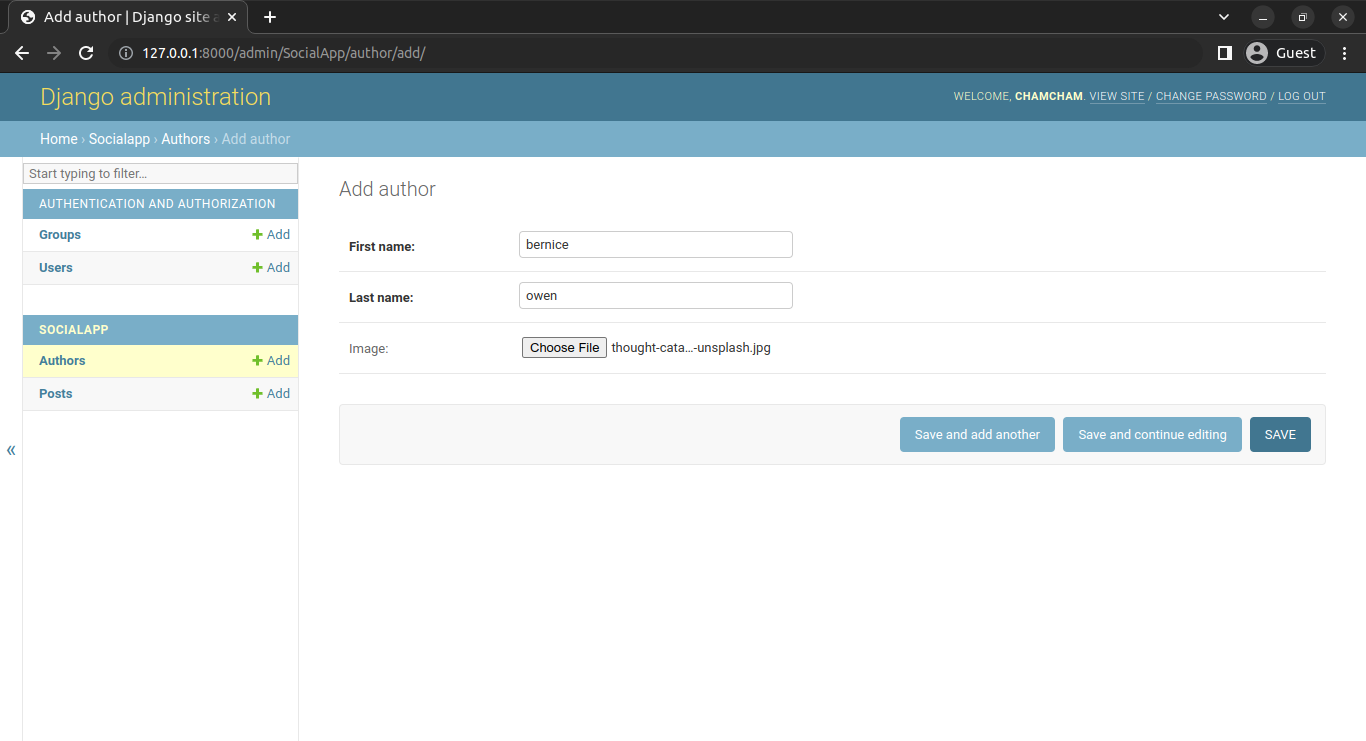 Add author | Django site a
127.0.0.1:8000/admin/SocialApp/author/add/
Guest
Django administration
WELCOME, CHAMCHAM. VIEW SITE / CHANGE PASSWORD / LOG OUT
Home › Socialapp › Authors › Add author
Start typing to filter…
AUTHENTICATION AND AUTHORIZATION
Groups + Add
Users + Add
SOCIALAPP
Authors + Add
Posts + Add
«
Add author
First name: bernice
Last name: owen
Image: Choose File thought-cata…-unsplash.jpg
Save and add another Save and continue editing SAVE